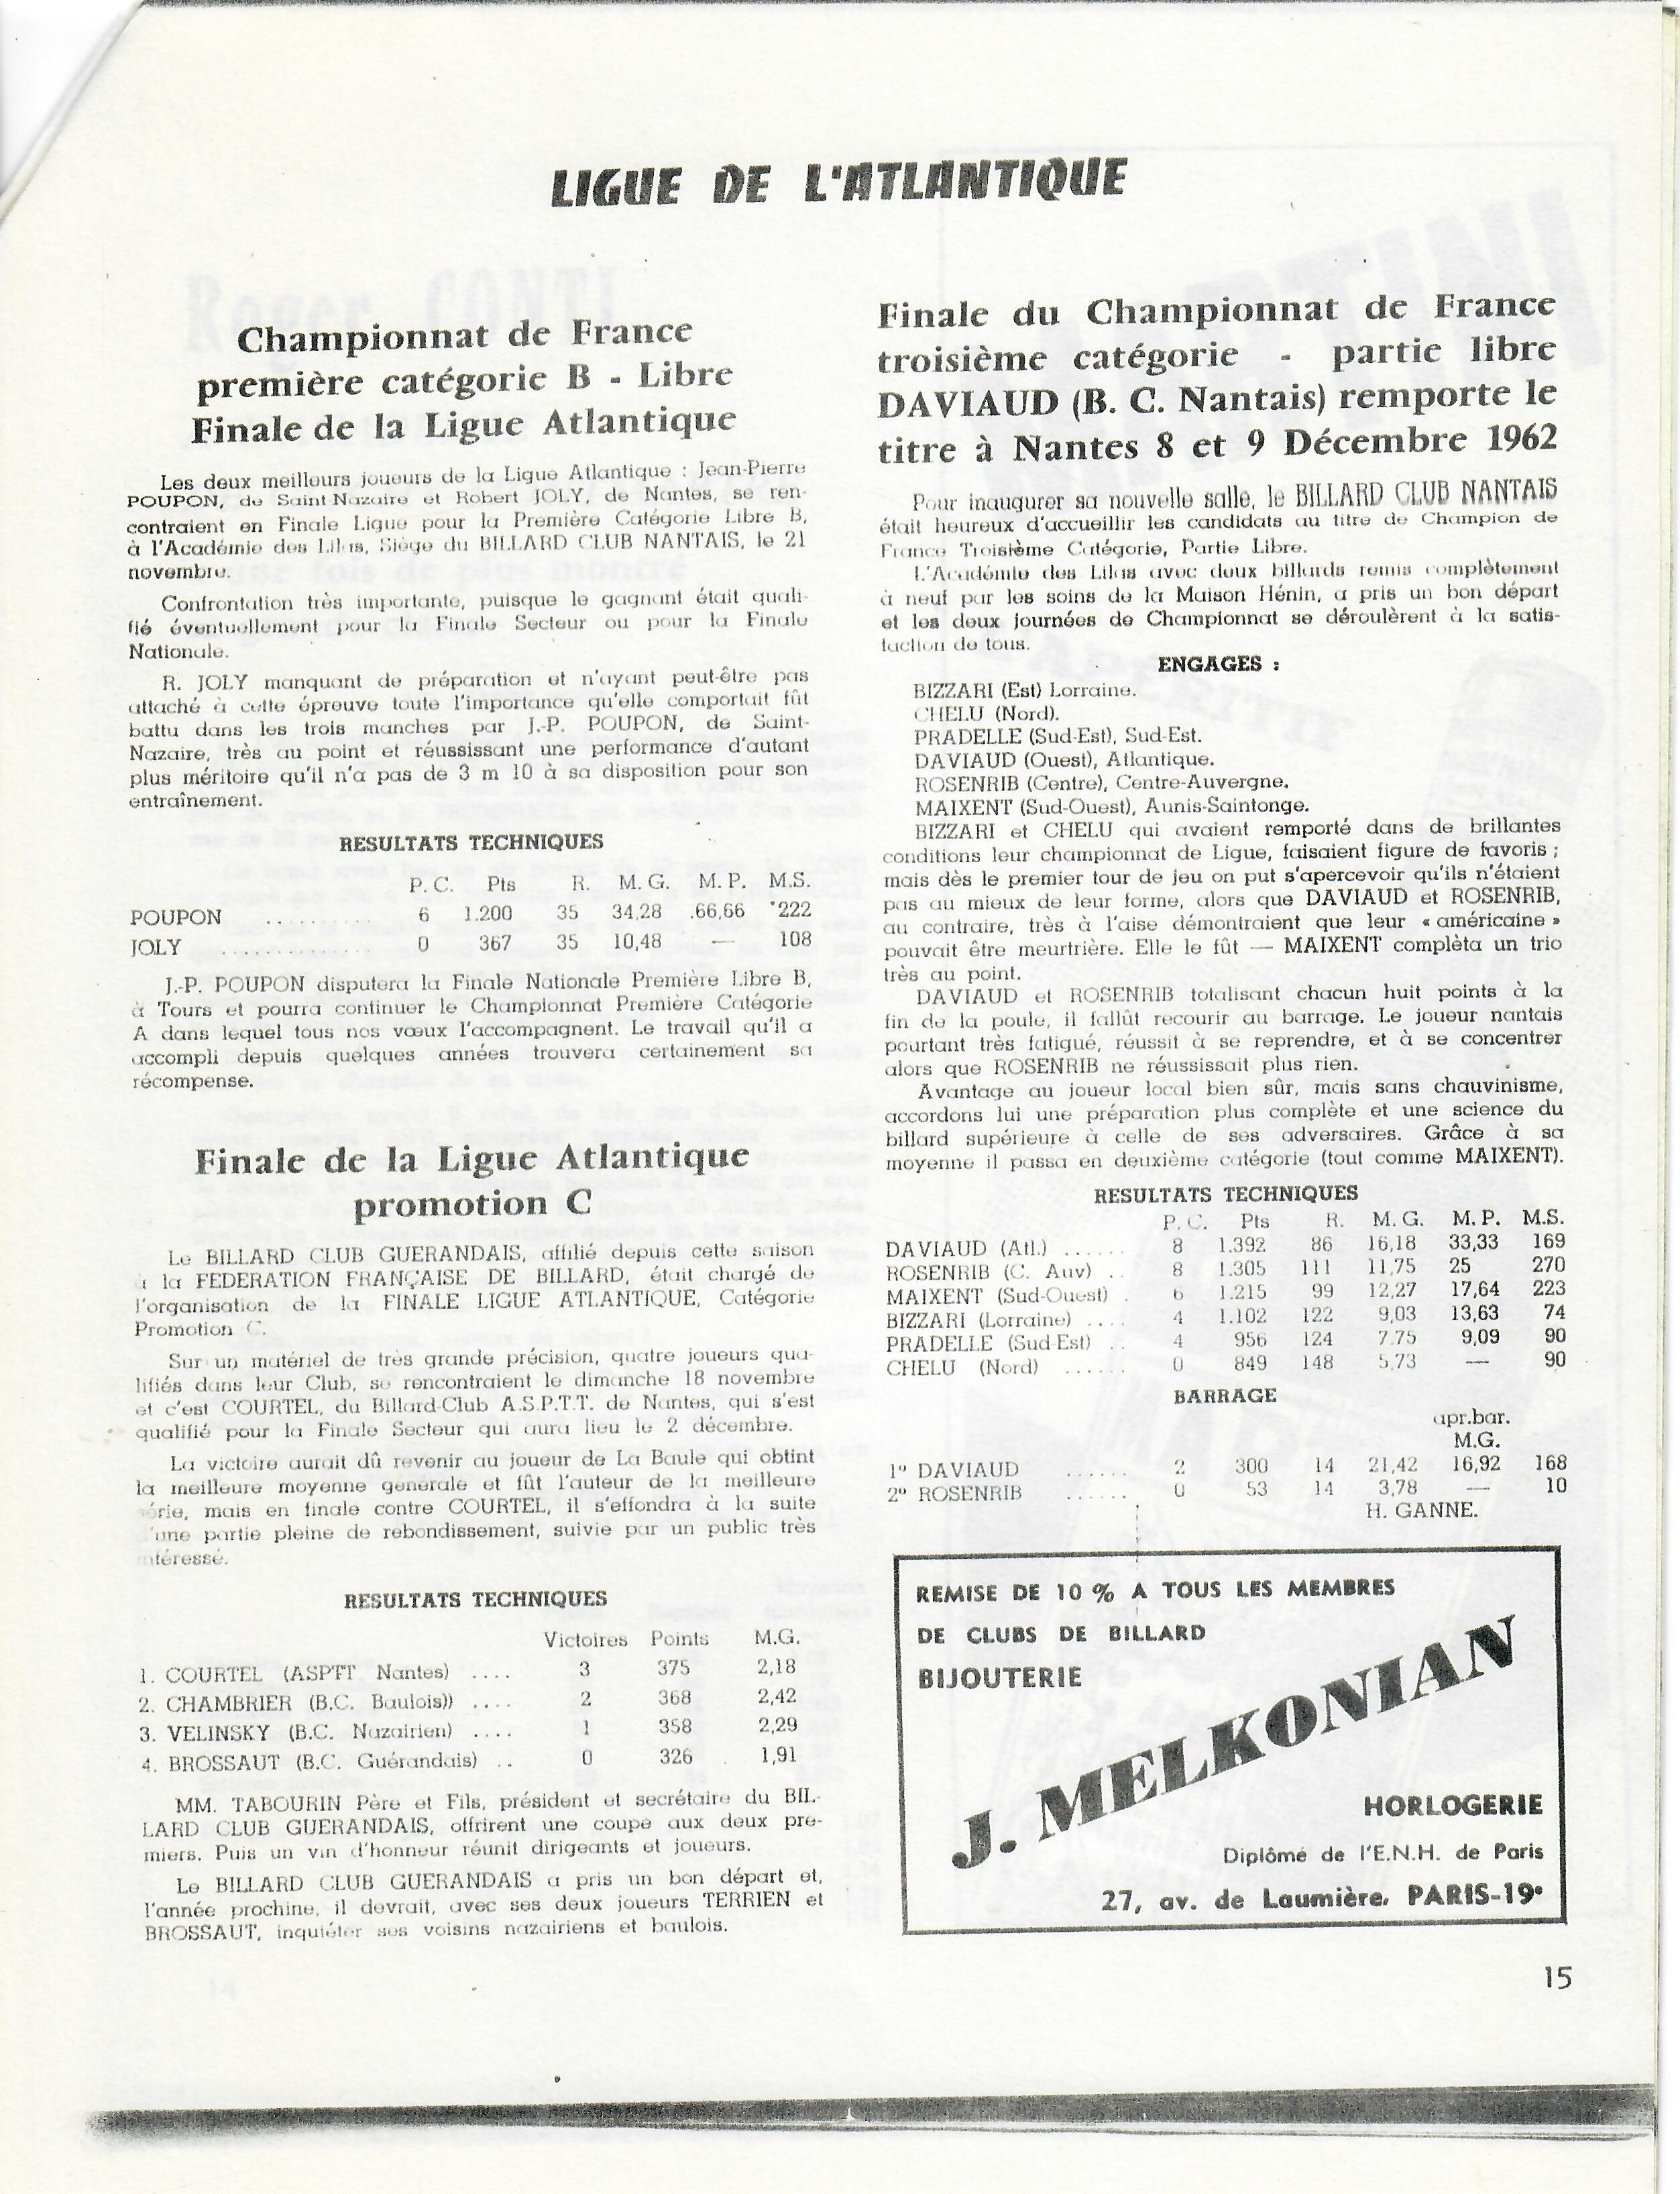 LIGUE DE L'ATLANTIQUE
Championnat de France
première catégorie B - Libre
Finale de la Ligue Atlantique
Les deux meilleurs joueurs de la Ligue Atlantique : Jean-Pierre
POUPON, de Saint-Nazaire et Robert JOLY, de Nantes, se ren-
contraient en Finale Ligue pour la Première Catégorie Libre B,
à l'Académie des Lilas, Siège du BILLARD CLUB NANTAIS, le 21
novembre.
Confrontation très importante, puisque le gagnant était quali-
fié éventuellement pour la Finale Secteur ou pour la Finale
Nationale.
R. JOLY manquant de préparation et n'ayant peut-être pas
attaché à cette épreuve toute l'importance qu'elle comportait fût
battu dans les trois manches par J.-P. POUPON, de Saint-
Nazaire, très au point et réussissant une performance d'autant
plus méritoire qu'il n'a pas de 3 m 10 à sa disposition pour son
entraînement.
RESULTATS TECHNIQUES
P. C. Pts R. M. G. M. P. M.S.
POUPON .......... 6 1.200 35 34,28 66,66 222
JOLY .............. 0 367 35 10,48 — 108
J.-P. POUPON disputera la Finale Nationale Première Libre B,
à Tours et pourra continuer le Championnat Première Catégorie
A dans lequel tous nos vœux l'accompagnent. Le travail qu'il a
accompli depuis quelques années trouvera certainement sa
récompense.
Finale de la Ligue Atlantique
promotion C
Le BILLARD CLUB GUERANDAIS, affilié depuis cette saison
à la FEDERATION FRANÇAISE DE BILLARD, était chargé de
l'organisation de la FINALE LIGUE ATLANTIQUE, Catégorie
Promotion C.
Sur un matériel de très grande précision, quatre joueurs qua-
lifiés dans leur Club, se rencontraient le dimanche 18 novembre
et c'est COURTEL, du Billard-Club A.S.P.T.T. de Nantes, qui s'est
qualifié pour la Finale Secteur qui aura lieu le 2 décembre.
La victoire aurait dû revenir au joueur de La Baule qui obtint
la meilleure moyenne generale et fût l'auteur de la meilleure
série, mais en finale contre COURTEL, il s'effondra à la suite
d'une partie pleine de rebondissement, suivie par un public très
intéressé.
RESULTATS TECHNIQUES
Victoires Points M.G.
1. COURTEL (ASPTT Nantes) .... 3 375 2,18
2. CHAMBRIER (B.C. Baulois)) .... 2 368 2,42
3. VELINSKY (B.C. Nazairien) .... 1 358 2,29
4. BROSSAUT (B.C. Guérandais) .. 0 326 1,91
MM. TABOURIN Père et Fils, président et secrétaire du BIL-
LARD CLUB GUERANDAIS, offrirent une coupe aux deux pre-
miers. Puis un vin d'honneur réunit dirigeants et joueurs.
Le BILLARD CLUB GUERANDAIS a pris un bon départ et,
l'année prochine, il devrait, avec ses deux joueurs TERRIEN et
BROSSAUT, inquiéter ses voisins nazairiens et baulois.
Finale du Championnat de France
troisième catégorie - partie libre
DAVIAUD (B. C. Nantais) remporte le
titre à Nantes 8 et 9 Décembre 1962
Pour inaugurer sa nouvelle salle, le BILLARD CLUB NANTAIS
était heureux d'accueillir les candidats au titre de Champion de
France Troisième Catégorie, Partie Libre.
L'Académie des Lilas avec deux billards remis complètement
à neuf par les soins de la Maison Hénin, a pris un bon départ
et les deux journées de Championnat se déroulèrent à la satis-
faction de tous.
ENGAGES :
BIZZARI (Est) Lorraine.
CHELU (Nord).
PRADELLE (Sud-Est), Sud-Est.
DAVIAUD (Ouest), Atlantique.
ROSENRIB (Centre), Centre-Auvergne.
MAIXENT (Sud-Ouest), Aunis-Saintonge.
BIZZARI et CHELU qui avaient remporté dans de brillantes
conditions leur championnat de Ligue, faisaient figure de favoris ;
mais dès le premier tour de jeu on put s'apercevoir qu'ils n'étaient
pas au mieux de leur forme, alors que DAVIAUD et ROSENRIB,
au contraire, très à l'aise démontraient que leur « américaine »
pouvait être meurtrière. Elle le fût — MAIXENT complèta un trio
très au point.
DAVIAUD et ROSENRIB totalisant chacun huit points à la
fin de la poule, il fallût recourir au barrage. Le joueur nantais
pourtant très fatigué, réussit à se reprendre, et à se concentrer
alors que ROSENRIB ne réussissait plus rien.
Avantage au joueur local bien sûr, mais sans chauvinisme,
accordons lui une préparation plus complète et une science du
billard supérieure à celle de ses adversaires. Grâce à sa
moyenne il passa en deuxième catégorie (tout comme MAIXENT).
RESULTATS TECHNIQUES
P. C. Pts R. M. G. M. P. M.S.
DAVIAUD (Atl.) ...... 8 1.392 86 16,18 33,33 169
ROSENRIB (C. Auv) .. 8 1.305 111 11,75 25 270
MAIXENT (Sud-Ouest) . 6 1.215 99 12,27 17,64 223
BIZZARI (Lorraine) .... 4 1.102 122 9,03 13,63 74
PRADELLE (Sud-Est) .. 4 956 124 7.75 9,09 90
CHELU (Nord) ...... 0 849 148 5,73 — 90
BARRAGE
apr.bar.
M.G.
1º DAVIAUD ...... 2 300 14 21,42 16,92 168
2º ROSENRIB ...... 0 53 14 3,78 — 10
H. GANNE.
REMISE DE 10 % A TOUS LES MEMBRES
DE CLUBS DE BILLARD
BIJOUTERIE
J. MELKONIAN
HORLOGERIE
Diplômé de l'E.N.H. de Paris
27, av. de Laumière, PARIS-19e
15